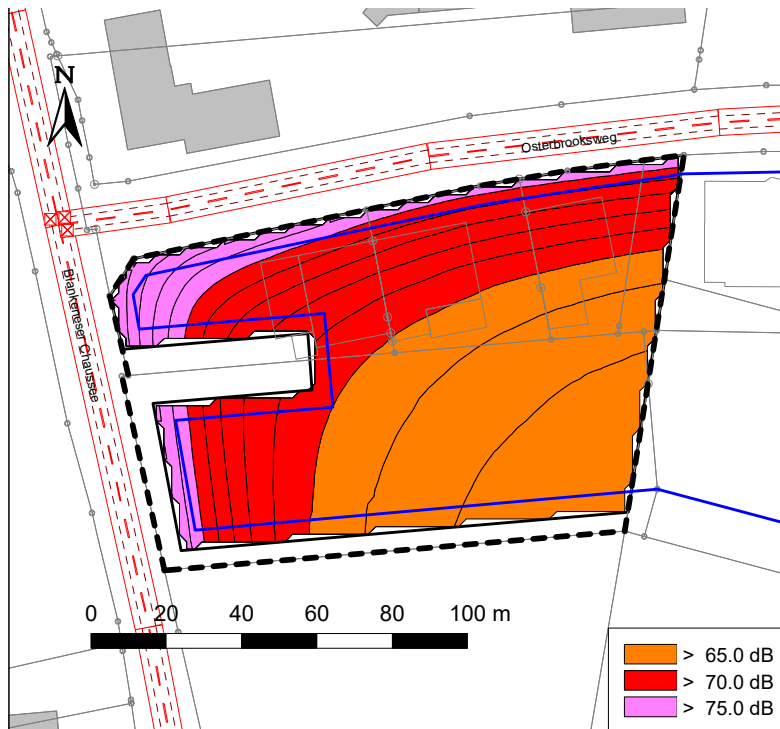 N
Osterbrooksweg
Blankeneser Chaussee
0 20 40 60 80 100 m
> 65.0 dB
> 70.0 dB
> 75.0 dB